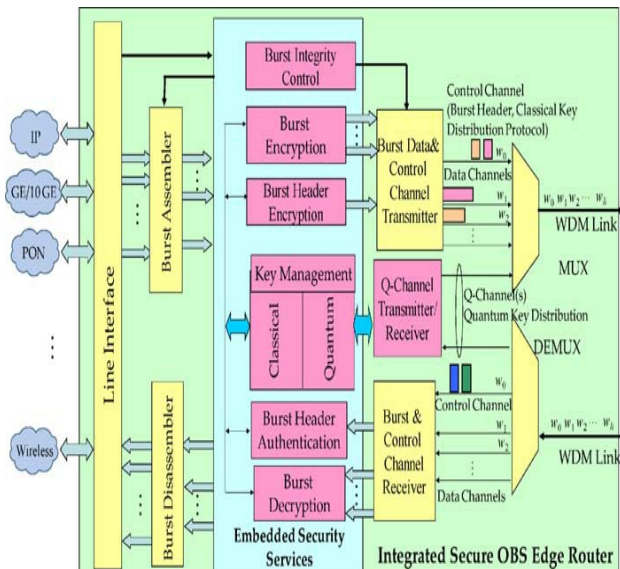 Burst Integrity
Control
Control Channel
(Burst Header, Classical Key
Distribution Protocol)
IP
GE/10 GE
PON
...
Wireless
Line Interface
Burst Assembler
Burst
Encryption
Burst Header
Encryption
Burst Data&
Control
Channel
Transmitter
w0
Data Channels
w1
w2
w0 w1 w2 ... wk
WDM Link
MUX
Key Management
Classical
Quantum
Q-Channel
Transmitter/
Receiver
Q-Channel(s)
Quantum Key Distribution
DEMUX
Burst Disassembler
Burst Header
Authentication
Burst
Decryption
Burst &
Control
Channel
Receiver
w0
Control Channel
w1
w2
Data Channels
w0 w1 w2 ... wk
WDM Link
Embedded Security
Services
Integrated Secure OBS Edge Router